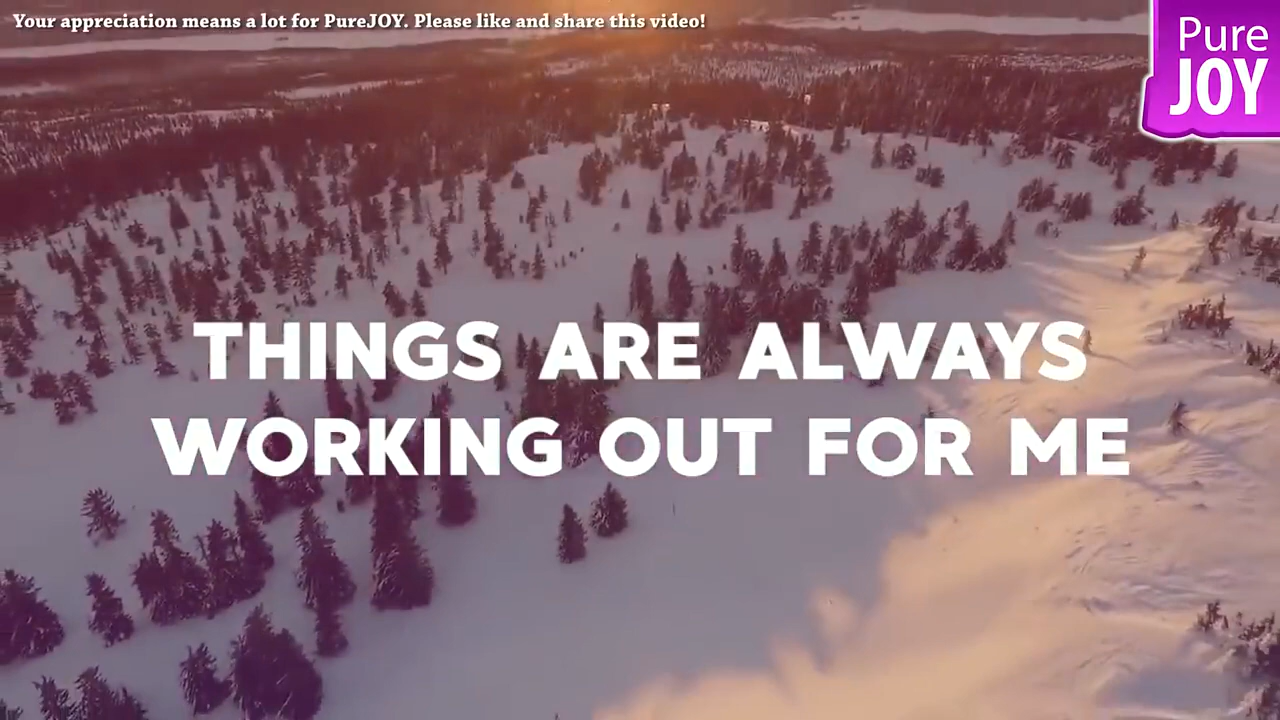 Your appreciation means a lot for PureJOY. Please like and share this video!
Pure
JOY
THINGS ARE ALWAYS
WORKING OUT FOR ME